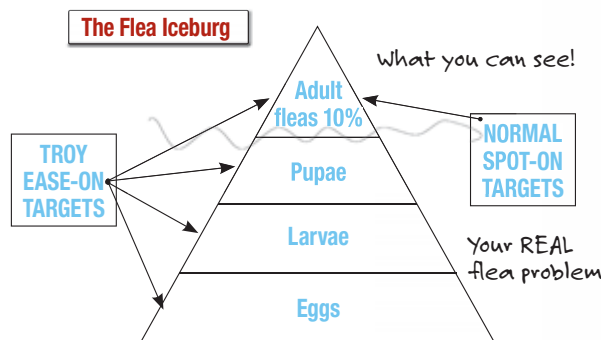 The Flea Iceburg
What you can see!
Adult
fleas 10%
NORMAL
SPOT-ON
TARGETS
TROY
EASE-ON
TARGETS
Pupae
Larvae
Your REAL
flea problem
Eggs